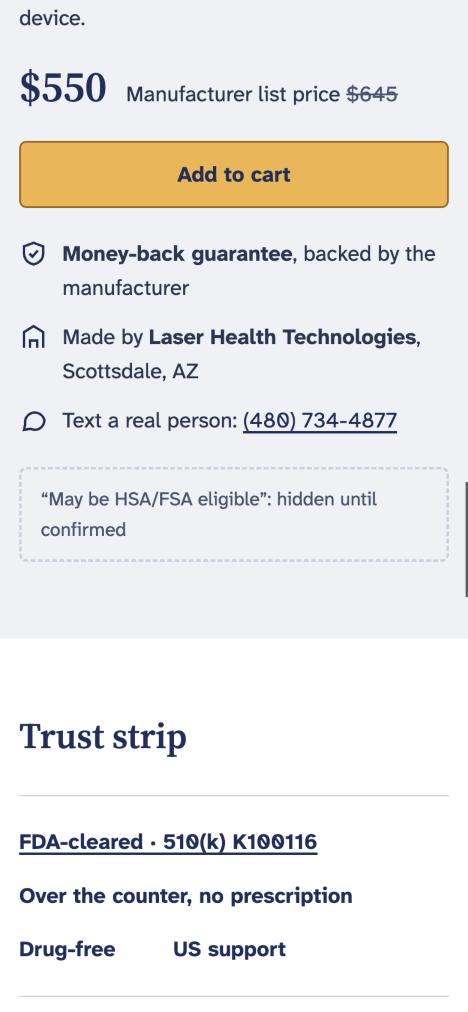 device.
$550 Manufacturer list price $645
Add to cart
Money-back guarantee, backed by the
manufacturer
Made by Laser Health Technologies,
Scottsdale, AZ
Text a real person: (480) 734-4877
“May be HSA/FSA eligible”: hidden until
confirmed
Trust strip
FDA-cleared · 510(k) K100116
Over the counter, no prescription
Drug-free US support